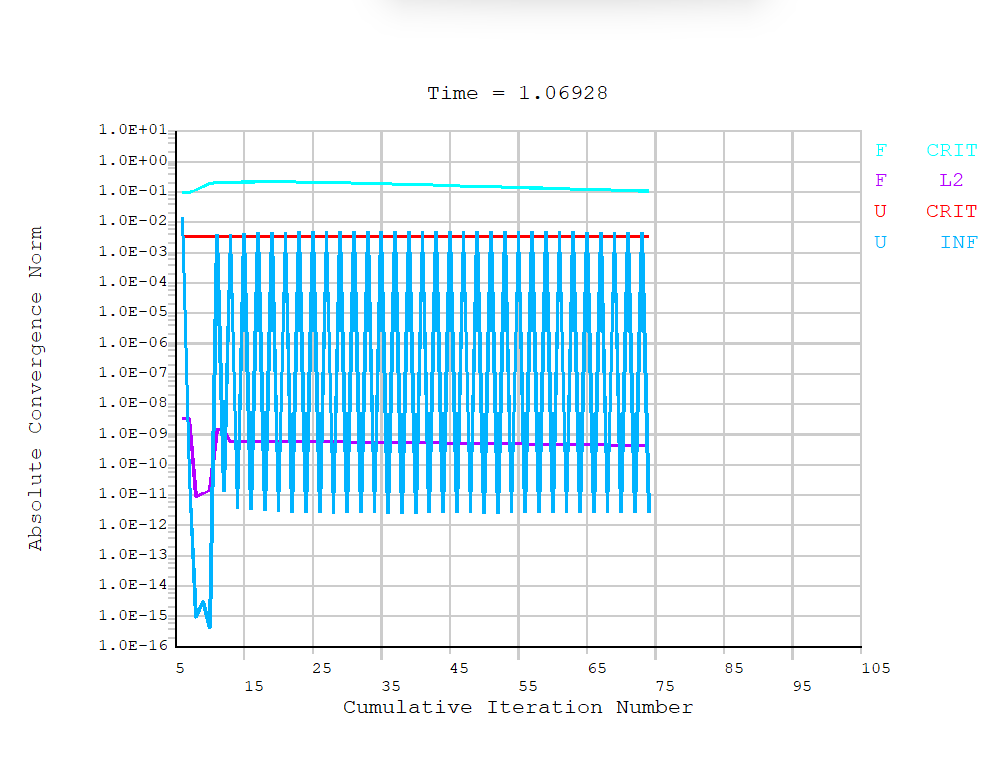 Time = 1.06928
1.0E+01
1.0E+00
1.0E-01
1.0E-02
1.0E-03
1.0E-04
1.0E-05
1.0E-06
1.0E-07
1.0E-08
1.0E-09
1.0E-10
1.0E-11
1.0E-12
1.0E-13
1.0E-14
1.0E-15
1.0E-16
Absolute Convergence Norm
F CRIT
F L2
U CRIT
U INF
5 25 45 65 85 105
15 35 55 75 95
Cumulative Iteration Number